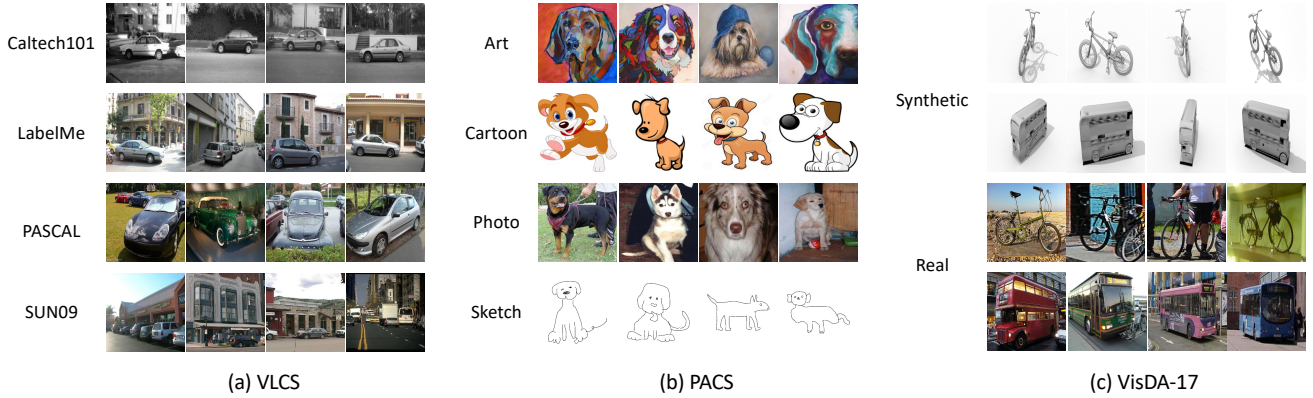 Caltech101
LabelMe
PASCAL
SUN09
(a) VLCS
Art
Cartoon
Photo
Sketch
(b) PACS
Synthetic
Real
(c) VisDA-17